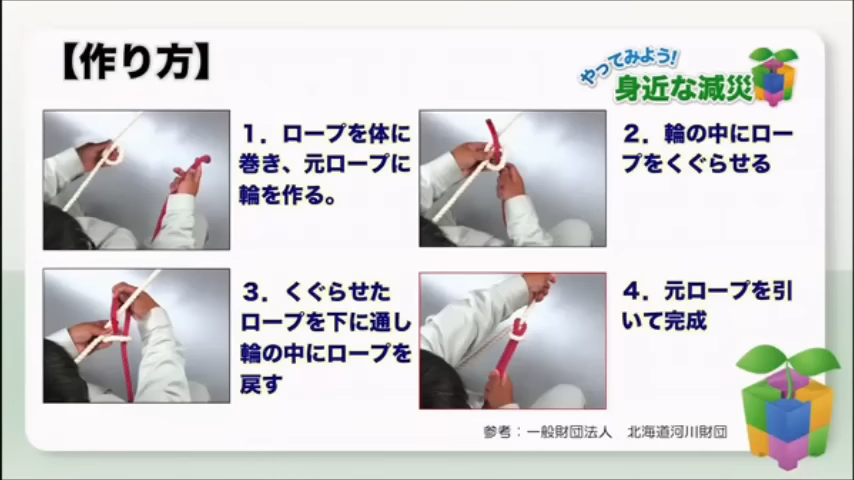 【作り方】
やってみよう!
身近な減災
1．ロープを体に
巻き、元ロープに
輪を作る。
2．輪の中にロー
プをくぐらせる
3．くぐらせた
ロープを下に通し
輪の中にロープを
戻す
4．元ロープを引
いて完成
参考：一般財団法人　北海道河川財団